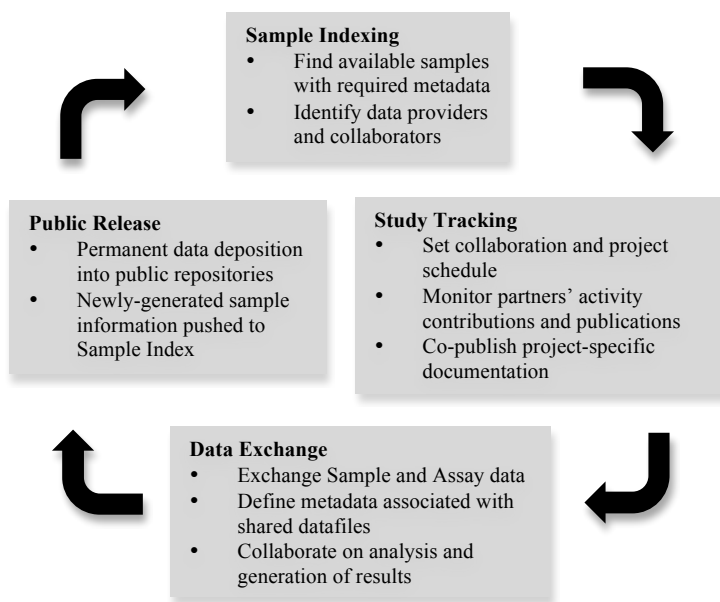 Sample Indexing
• Find available samples
with required metadata
• Identify data providers
and collaborators
Public Release
• Permanent data deposition
into public repositories
• Newly-generated sample
information pushed to
Sample Index
Study Tracking
• Set collaboration and project
schedule
• Monitor partners’ activity
contributions and publications
• Co-publish project-specific
documentation
Data Exchange
• Exchange Sample and Assay data
• Define metadata associated with
shared datafiles
• Collaborate on analysis and
generation of results